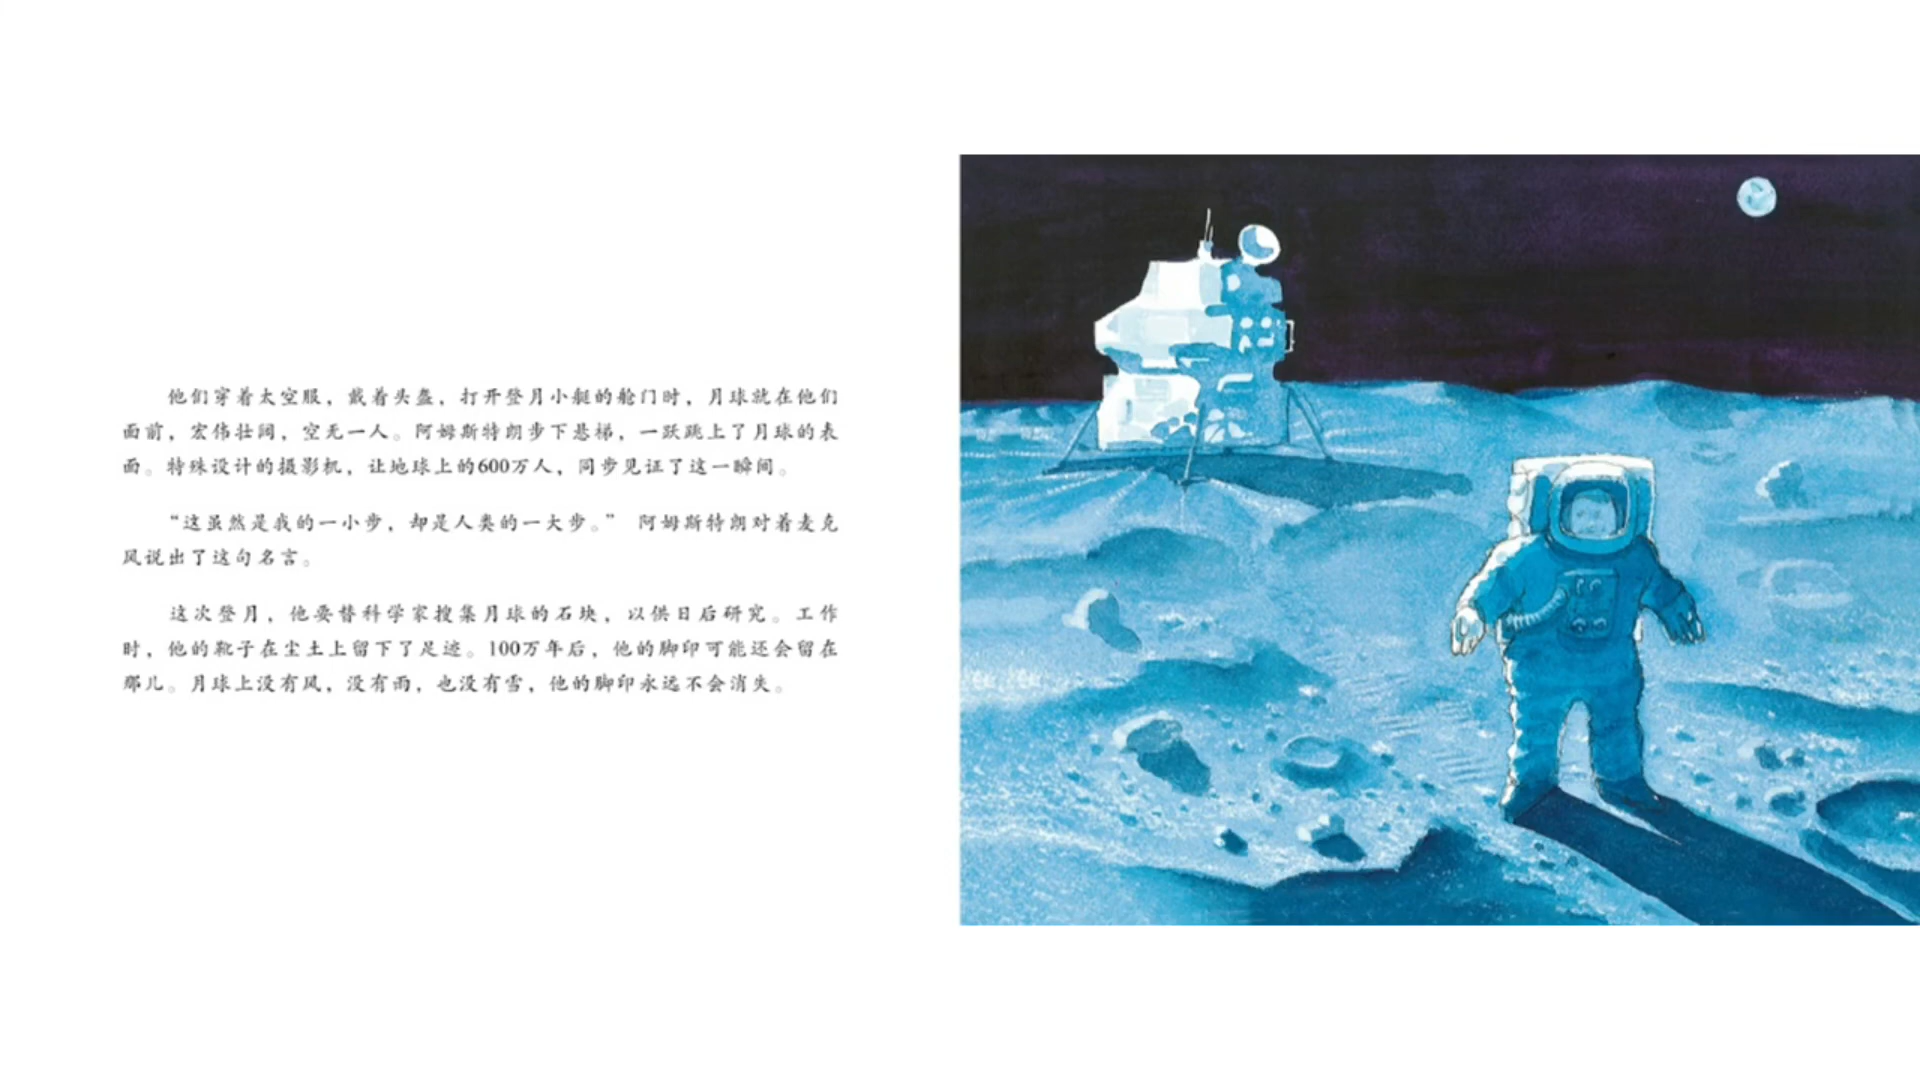 他们穿着太空服，戴着头盔，打开登月小艇的舱门时，月球就在他们
面前，宏伟壮阔，空无一人。阿姆斯特朗步下悬梯，一跃跳上了月球的表
面。特殊设计的摄影机，让地球上的600万人，同步见证了这一瞬间。
“这虽然是我的一小步，却是人类的一大步。” 阿姆斯特朗对着麦克
风说出了这句名言。
这次登月，他要替科学家搜集月球的石块，以供日后研究。工作
时，他的靴子在尘土上留下了足迹。100万年后，他的脚印可能还会留在
那儿。月球上没有风，没有雨，也没有雪，他的脚印永远不会消失。